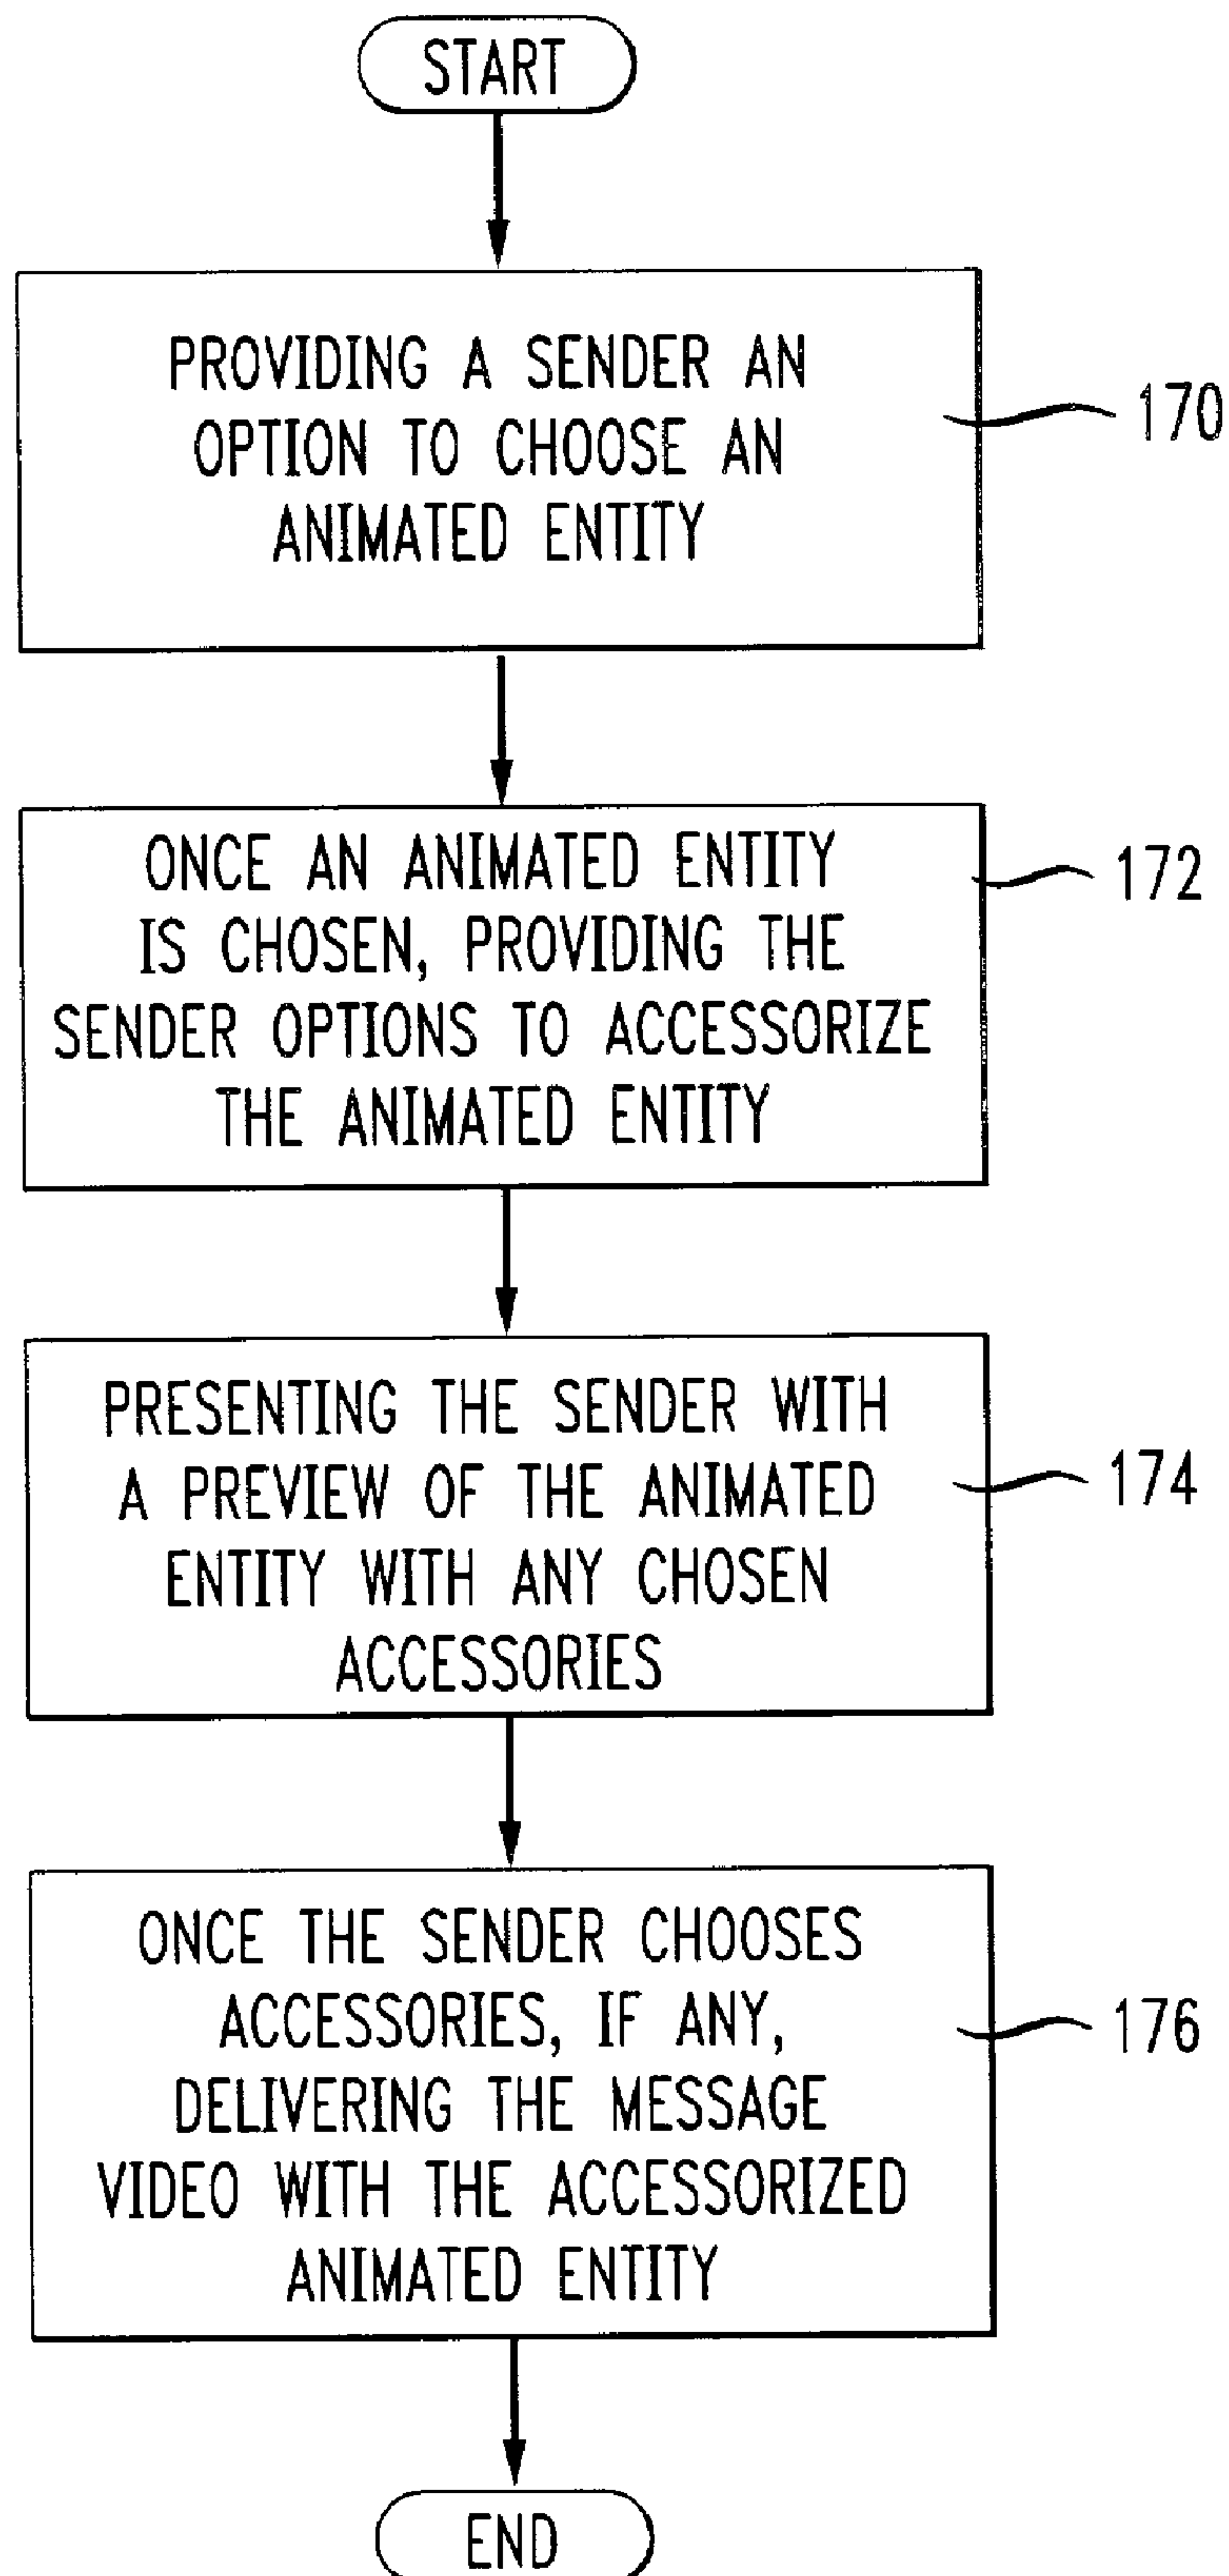 START
PROVIDING A SENDER AN
OPTION TO CHOOSE AN
ANIMATED ENTITY
170
ONCE AN ANIMATED ENTITY
IS CHOSEN, PROVIDING THE
SENDER OPTIONS TO ACCESSORIZE
THE ANIMATED ENTITY
172
PRESENTING THE SENDER WITH
A PREVIEW OF THE ANIMATED
ENTITY WITH ANY CHOSEN
ACCESSORIES
174
ONCE THE SENDER CHOOSES
ACCESSORIES, IF ANY,
DELIVERING THE MESSAGE
VIDEO WITH THE ACCESSORIZED
ANIMATED ENTITY
176
END